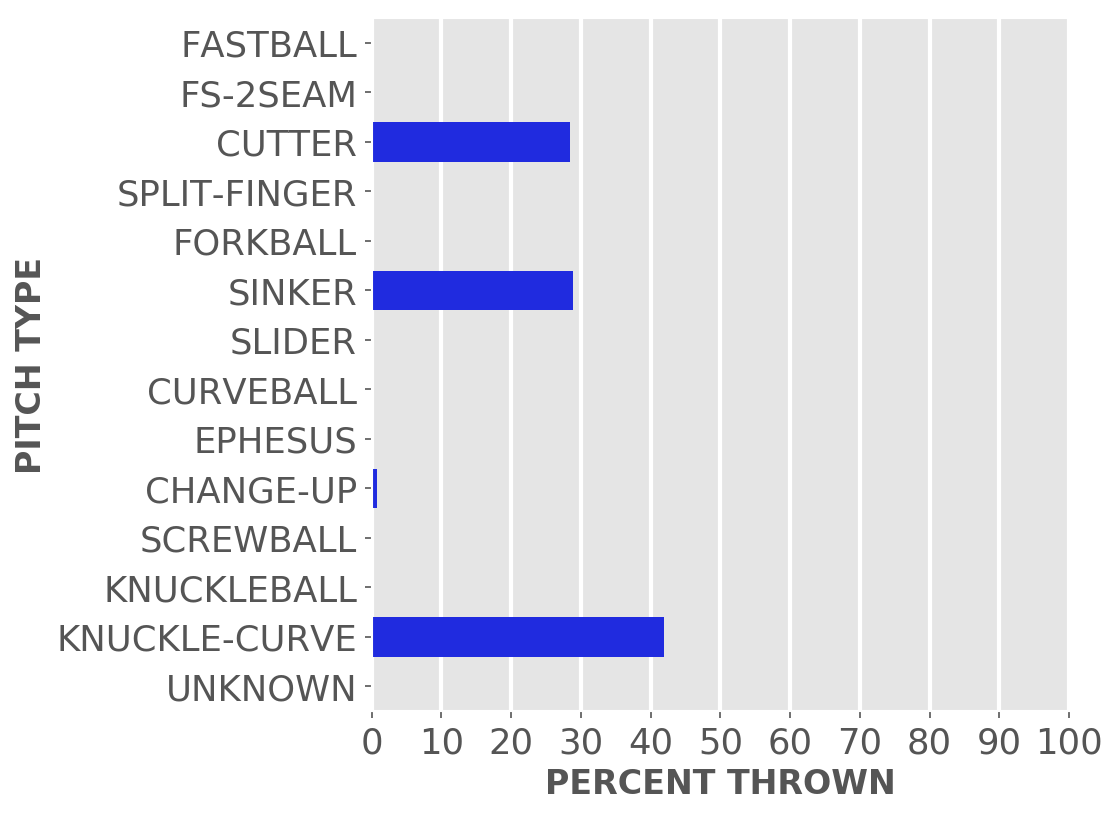 FASTBALL
FS-2SEAM
CUTTER
SPLIT-FINGER
FORKBALL
SINKER
SLIDER
CURVEBALL
EPHESUS
CHANGE-UP
SCREWBALL
KNUCKLEBALL
KNUCKLE-CURVE
UNKNOWN
PITCH TYPE
0 10 20 30 40 50 60 70 80 90 100
PERCENT THROWN